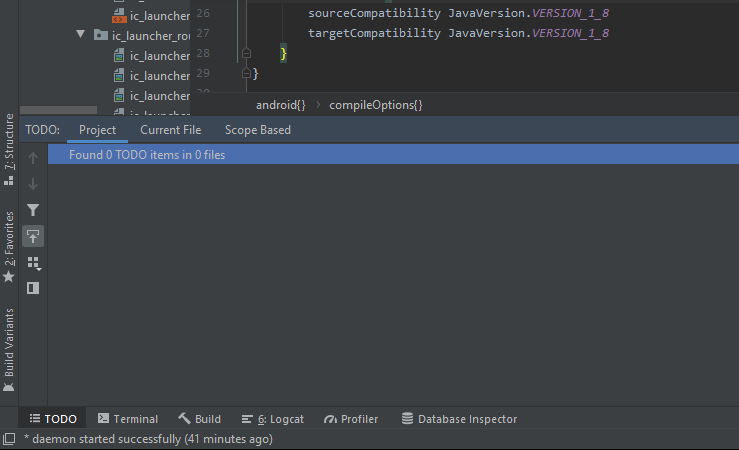 ic_launcher
ic_launcher_rou
ic_launcher
ic_launcher
ic_launcher
26 sourceCompatibility JavaVersion.VERSION_1_8
27 targetCompatibility JavaVersion.VERSION_1_8
28 }
29 }
android{} › compileOptions{}
TODO: Project Current File Scope Based
Found 0 TODO items in 0 files
7: Structure
2: Favorites
Build Variants
TODO Terminal Build 6: Logcat Profiler Database Inspector
* daemon started successfully (41 minutes ago)